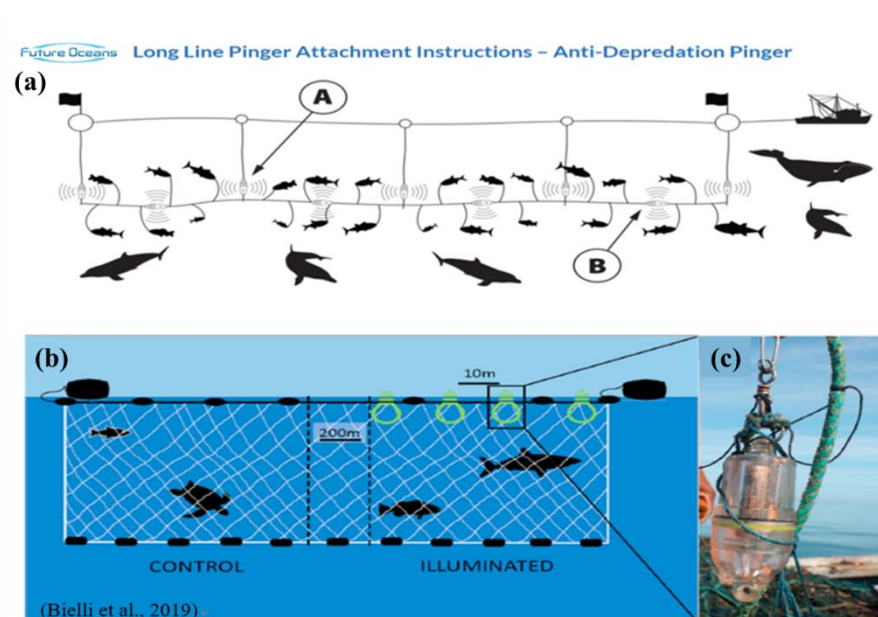 Future Oceans Long Line Pinger Attachment Instructions – Anti-Depredation Pinger
(a)
A
B
(b)
(c)
10m
200m
CONTROL ILLUMINATED
(Bielli et al., 2019)